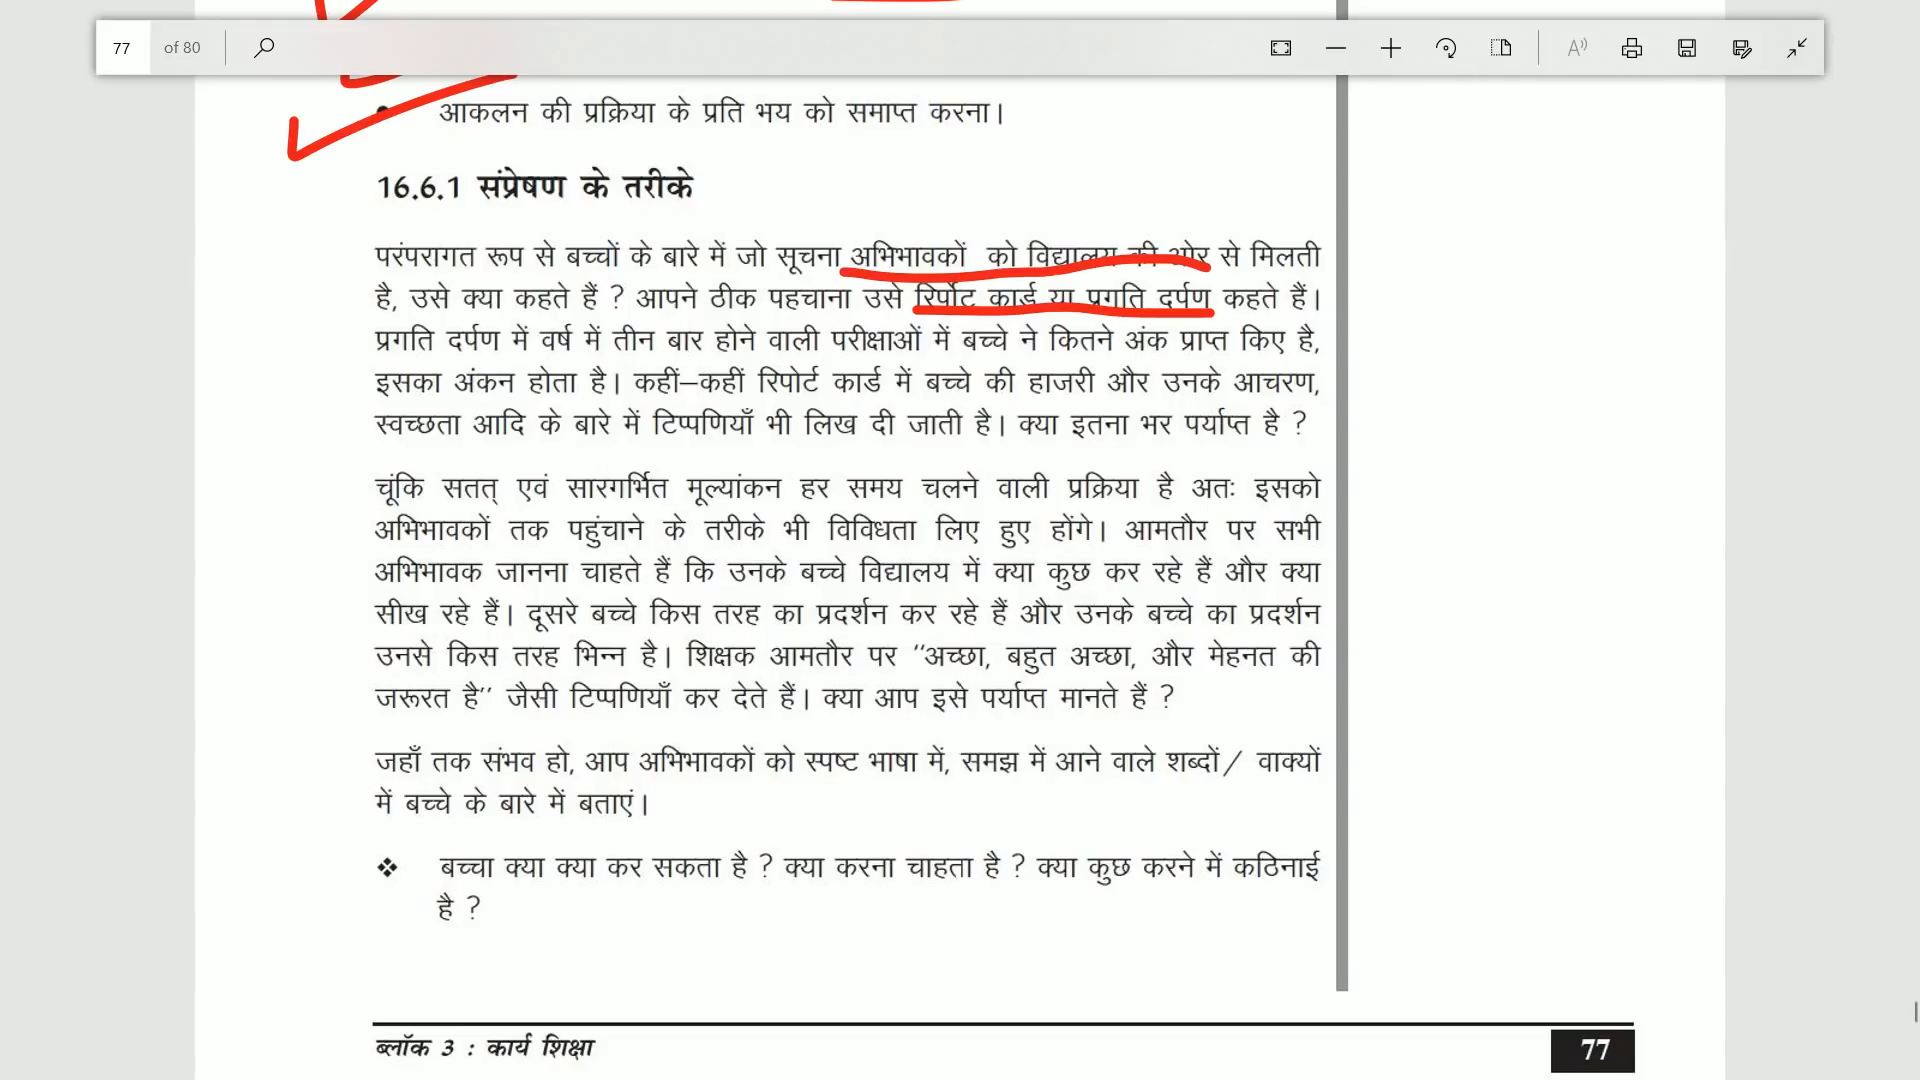 77 of 80
आकलन की प्रक्रिया के प्रति भय को समाप्त करना।
16.6.1 संप्रेषण के तरीके
परंपरागत रूप से बच्चों के बारे में जो सूचना अभिभावकों को विद्यालय की ओर से मिलती
है, उसे क्या कहते हैं ? आपने ठीक पहचाना उसे रिर्पोट कार्ड या प्रगति दर्पण कहते हैं।
प्रगति दर्पण में वर्ष में तीन बार होने वाली परीक्षाओं में बच्चे ने कितने अंक प्राप्त किए है,
इसका अंकन होता है। कहीं–कहीं रिपोर्ट कार्ड में बच्चे की हाजरी और उनके आचरण,
स्वच्छता आदि के बारे में टिप्पणियाँ भी लिख दी जाती है। क्या इतना भर पर्याप्त है ?
चूंकि सतत् एवं सारगर्भित मूल्यांकन हर समय चलने वाली प्रक्रिया है अतः इसको
अभिभावकों तक पहुंचाने के तरीके भी विविधता लिए हुए होंगे। आमतौर पर सभी
अभिभावक जानना चाहते हैं कि उनके बच्चे विद्यालय में क्या कुछ कर रहे हैं और क्या
सीख रहे हैं। दूसरे बच्चे किस तरह का प्रदर्शन कर रहे हैं और उनके बच्चे का प्रदर्शन
उनसे किस तरह भिन्न है। शिक्षक आमतौर पर ‘‘अच्छा, बहुत अच्छा, और मेहनत की
जरूरत है’’ जैसी टिप्पणियाँ कर देते हैं। क्या आप इसे पर्याप्त मानते हैं ?
जहाँ तक संभव हो, आप अभिभावकों को स्पष्ट भाषा में, समझ में आने वाले शब्दों/ वाक्यों
में बच्चे के बारे में बताएं।
❖ बच्चा क्या क्या कर सकता है ? क्या करना चाहता है ? क्या कुछ करने में कठिनाई
है ?
ब्लॉक 3 : कार्य शिक्षा 77